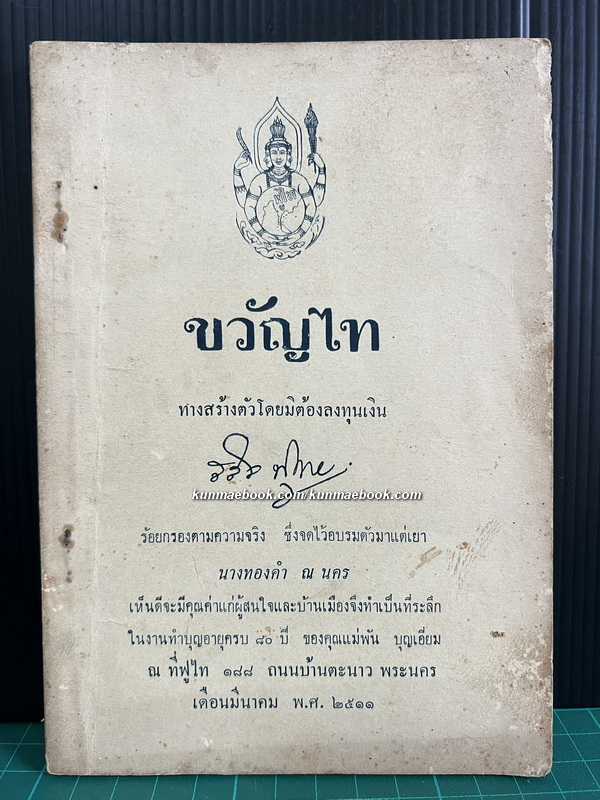 ขวัญไท
ทางสร้างตัวโดยมิต้องลงทุนเงิน
kunmaebook.com/kunmaebook.com
ร้อยกรองตามความจริง ซึ่งจดไว้อบรมตัวมาแต่เยา
นางทองคำ ณ นคร
เห็นดีจะมีคุณค่าแก่ผู้สนใจและบ้านเมืองจึงทำเป็นที่ระลึก
ในงานทำบุญอายุครบ ๘๐ ปี ของคุณแม่พัน บุญเอี่ยม
ณ ที่ฟูไท ๑๘๘ ถนนบ้านตะนาว พระนคร
เดือนมีนาคม พ.ศ. ๒๕๑๑